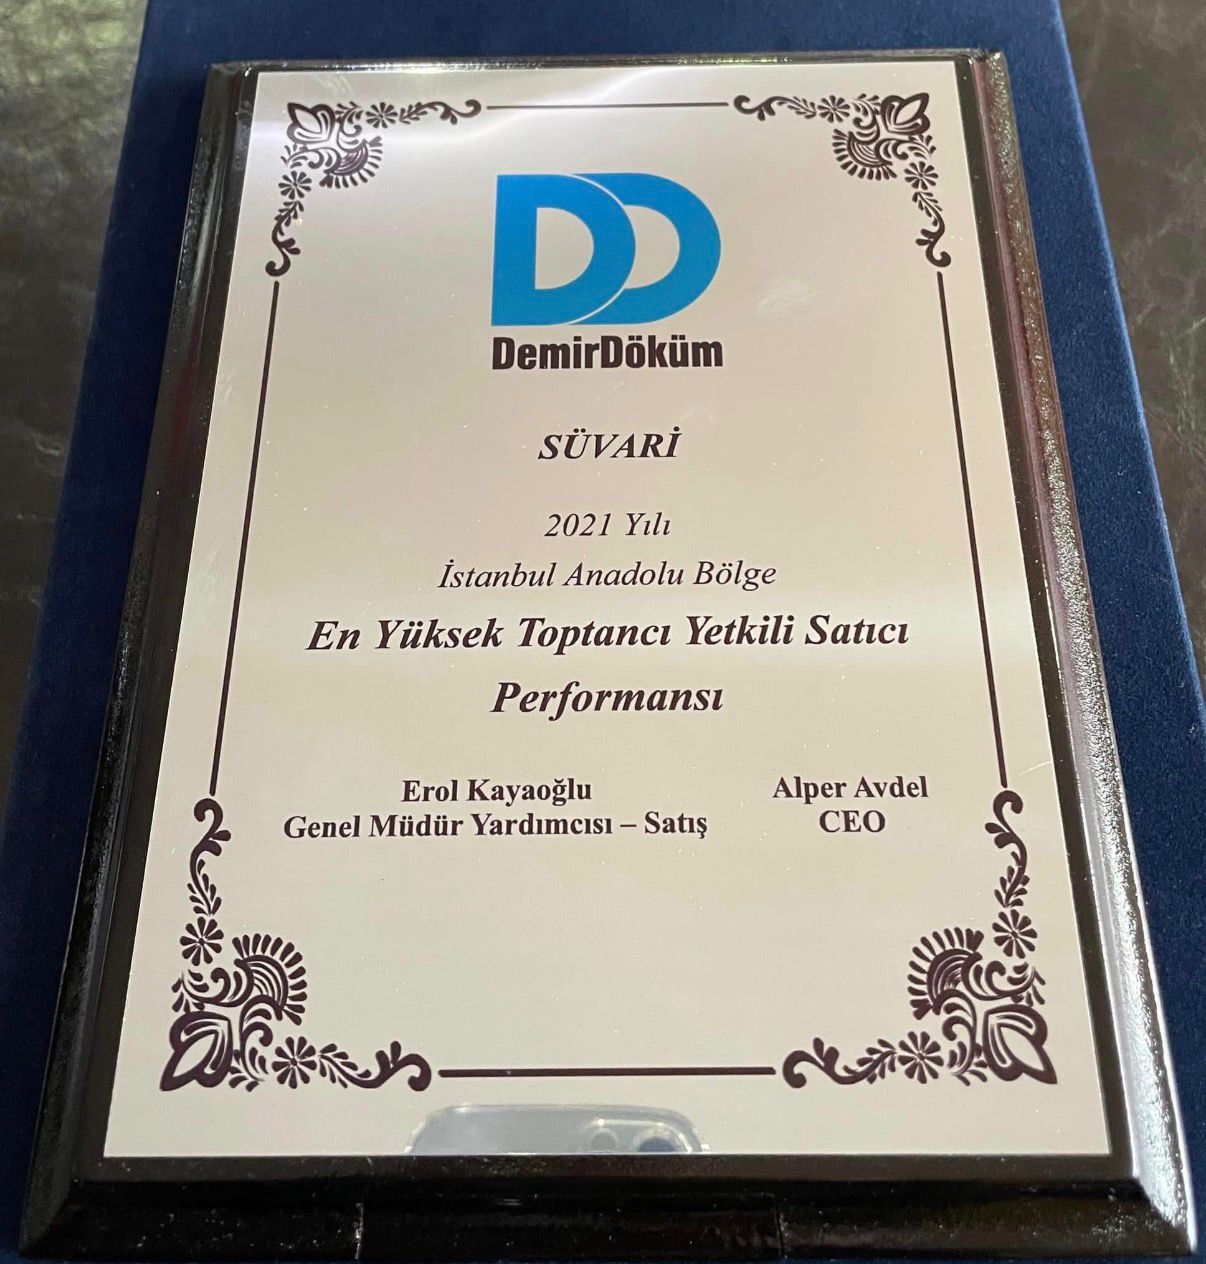 DemirDöküm
SÜVARİ
2021 Yılı
İstanbul Anadolu Bölge
En Yüksek Toptancı Yetkili Satıcı
Performansı
Erol Kayaoğlu
Genel Müdür Yardımcısı – Satış
Alper Avdel
CEO